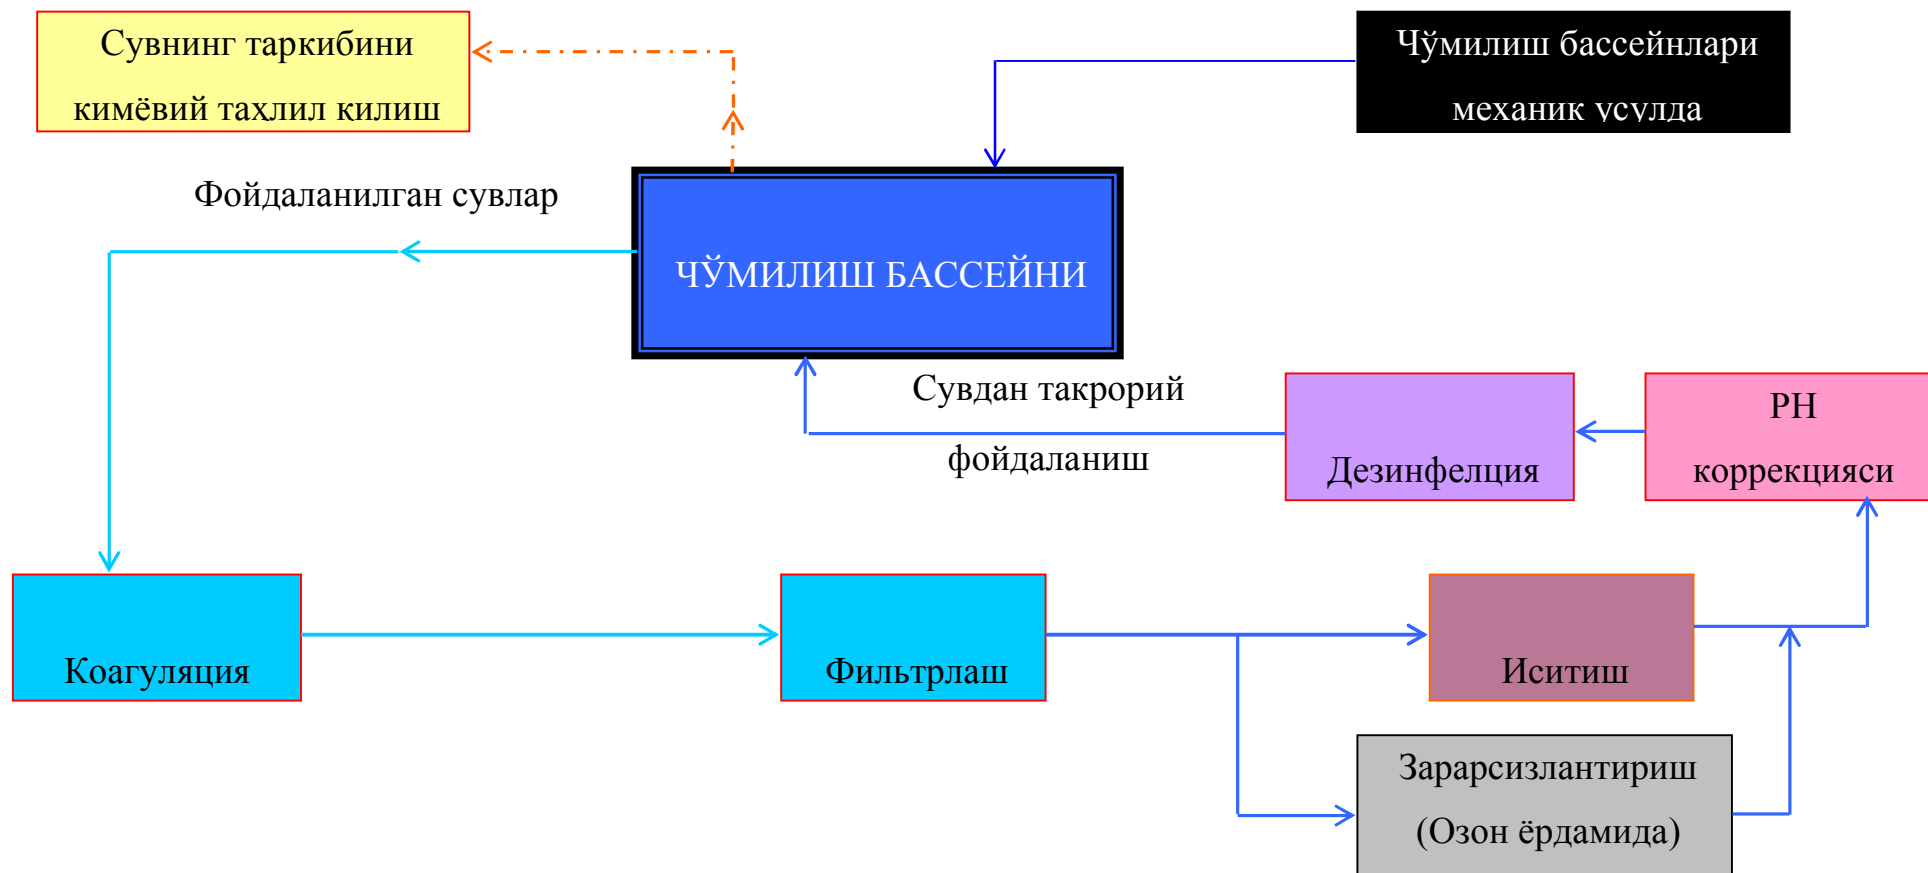 Сувнинг таркибини
кимёвий тахлил килиш
Чўмилиш бассейнлари
механик усулда
Фойдаланилган сувлар
ЧЎМИЛИШ БАССЕЙНИ
Сувдан такрорий
фойдаланиш
Дезинфелция
РН
коррекцияси
Коагуляция
Фильтрлаш
Иситиш
Зарарсизлантириш
(Озон ёрдамида)